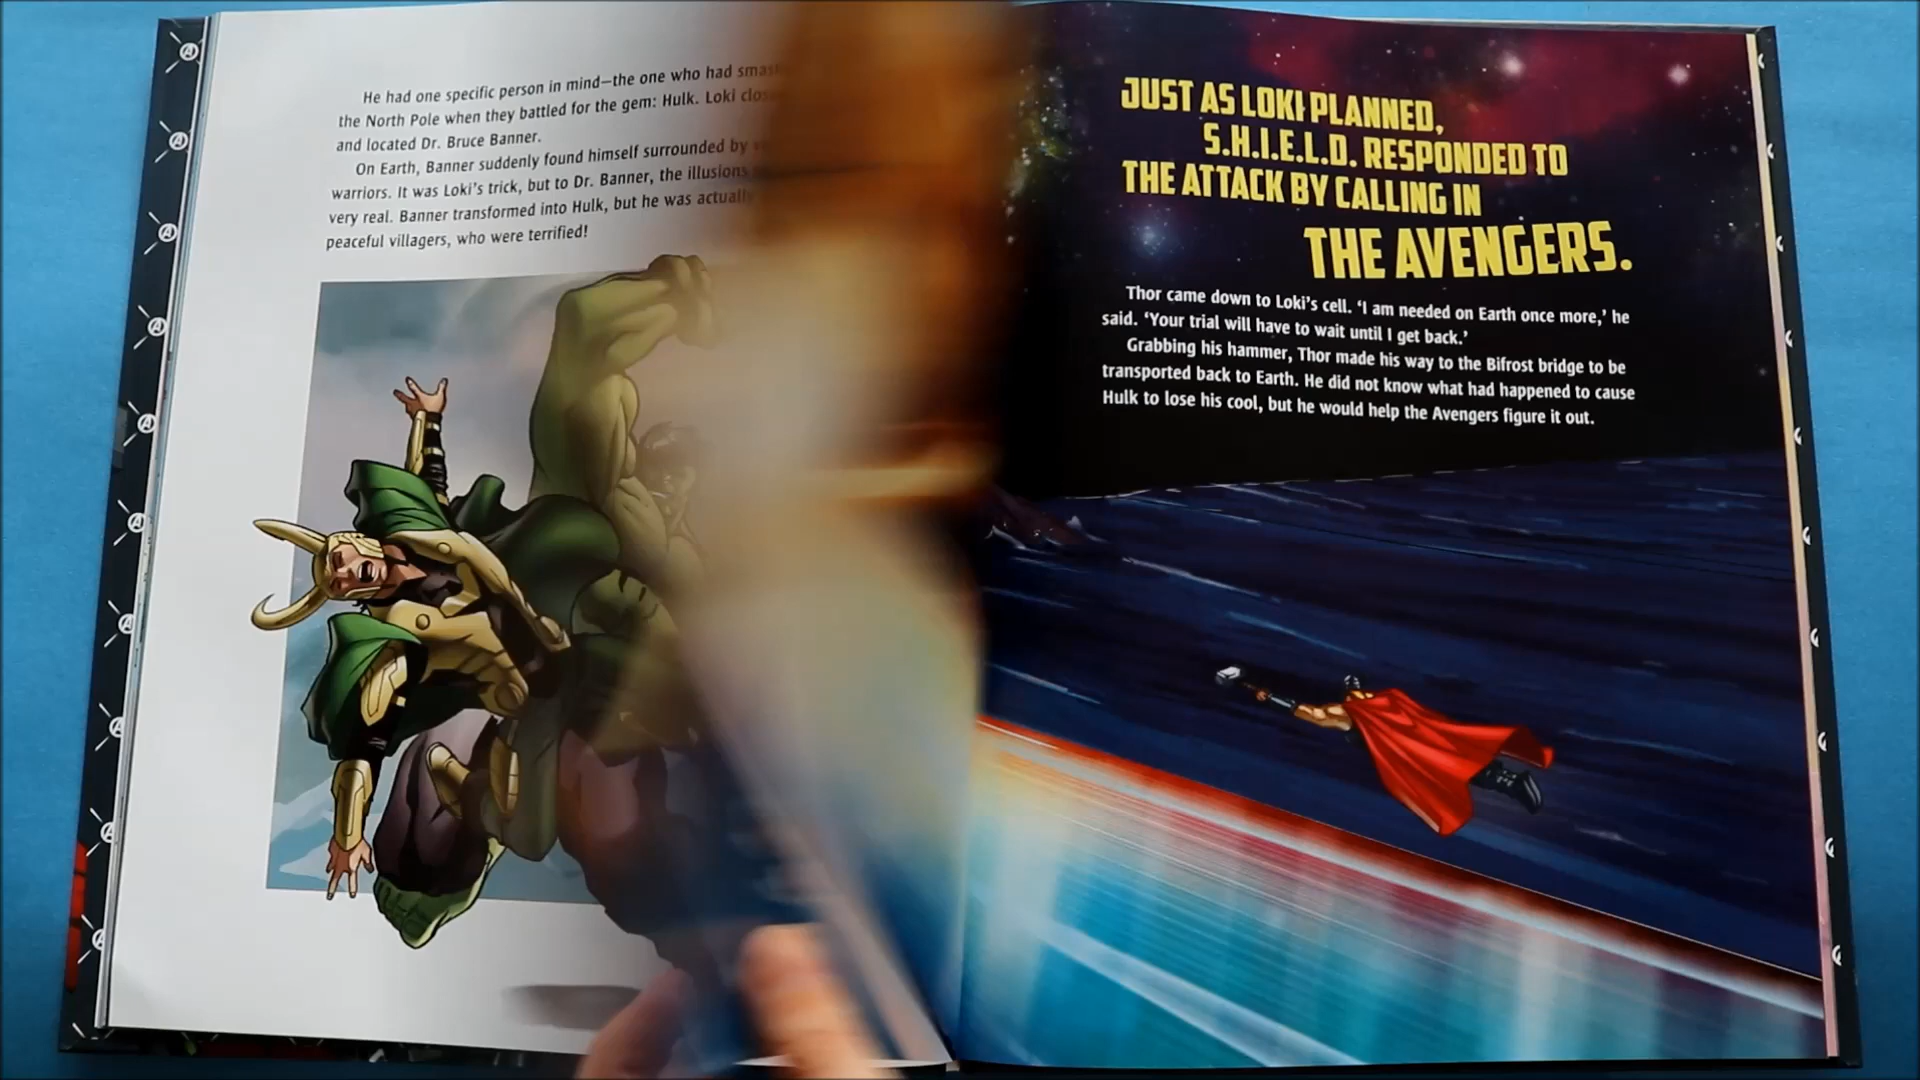 He had one specific person in mind—the one who had
the North Pole when they battled for the gem: Hulk. Loki
and located Dr. Bruce Banner.
On Earth, Banner suddenly found himself surrounded by
warriors. It was Loki's trick, but to Dr. Banner, the illusions
very real. Banner transformed into Hulk, but he was actually
peaceful villagers, who were terrified!
JUST AS LOKI PLANNED,
S.H.I.E.L.D. RESPONDED TO
THE ATTACK BY CALLING IN
THE AVENGERS.
Thor came down to Loki's cell. ‘I am needed on Earth once more,’ he
said. ‘Your trial will have to wait until I get back.’
Grabbing his hammer, Thor made his way to the Bifrost bridge to be
transported back to Earth. He did not know what had happened to cause
Hulk to lose his cool, but he would help the Avengers figure it out.